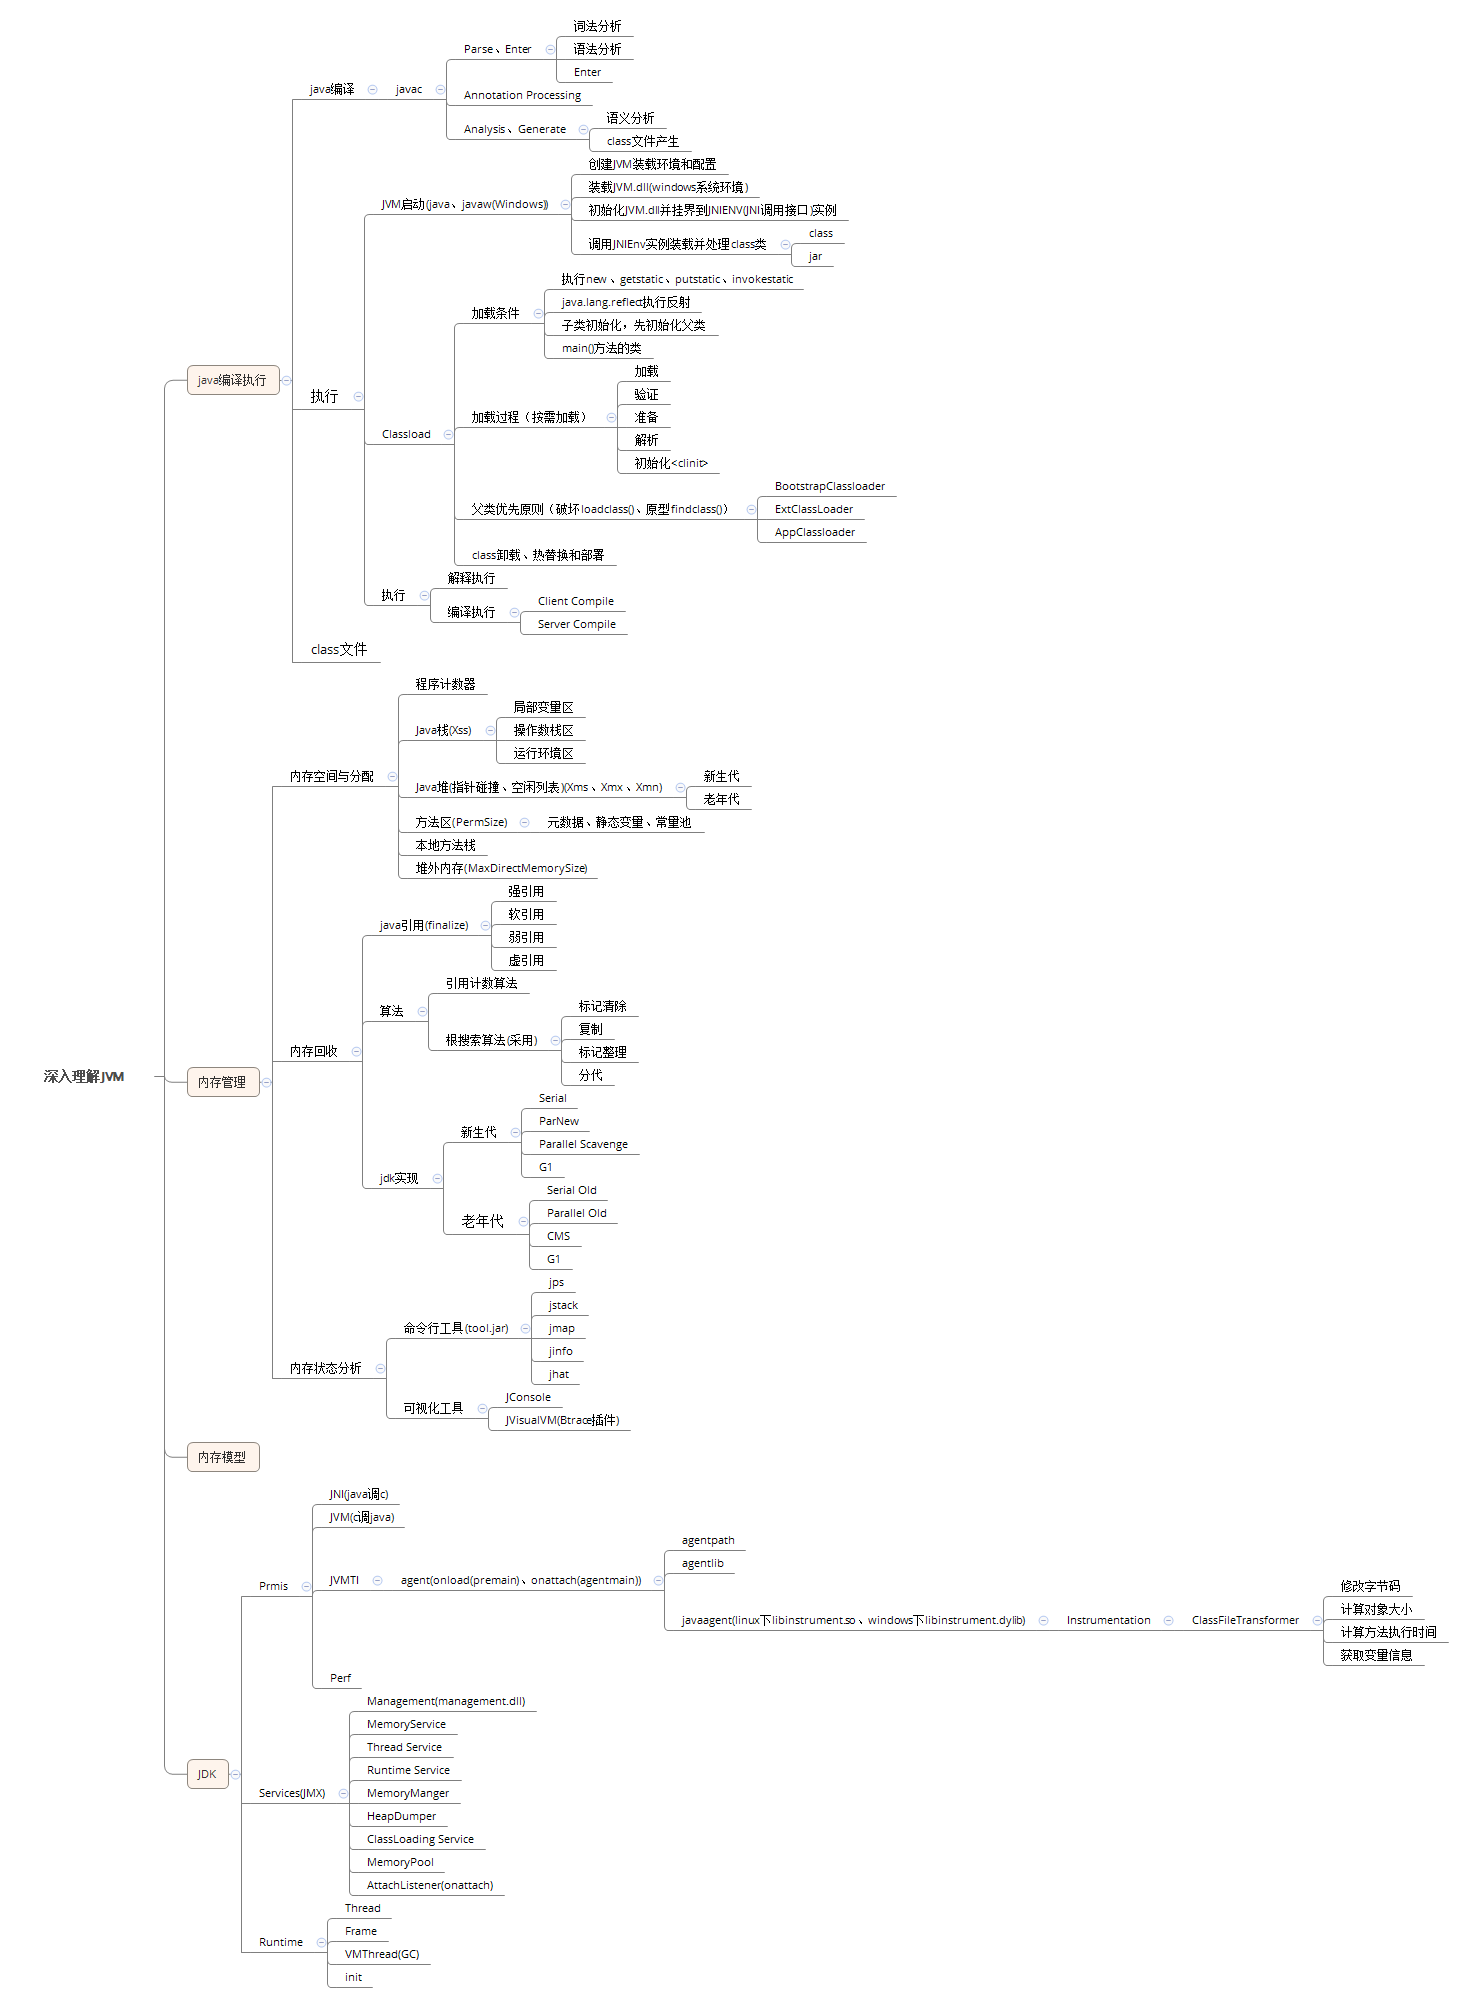 词法分析
Parse、Enter
语法分析
Enter
java编译
javac
Annotation Processing
语义分析
Analysis、Generate
class文件产生
创建JVM装载环境和配置
装载JVM.dll(windows系统环境)
JVM启动(java、javaw(Windows))
初始化JVM.dll并挂界到JNIENV(JNI调用接口)实例
class
调用JNIEnv实例装载并处理class类
jar
执行new、getstatic、putstatic、invokestatic
java.lang.reflect执行反射
加载条件
子类初始化，先初始化父类
main()方法的类
加载
java编译执行
验证
执行
加载过程（按需加载）
准备
Classload
解析
初始化<clinit>
BootstrapClassloader
父类优先原则（破坏loadclass()、原型findclass()）
ExtClassLoader
AppClassloader
class卸载、热替换和部署
解释执行
执行
Client Compile
编译执行
Server Compile
class文件
程序计数器
局部变量区
Java栈(Xss)
操作数栈区
运行环境区
内存空间与分配
新生代
Java堆(指针碰撞、空闲列表)(Xms、Xmx、Xmn)
老年代
方法区(PermSize)
元数据、静态变量、常量池
本地方法栈
堆外内存(MaxDirectMemorySize)
强引用
软引用
java引用(finalize)
弱引用
虚引用
引用计数算法
算法
标记清除
复制
根搜索算法(采用)
内存回收
标记整理
深入理解JVM
内存管理
分代
Serial
ParNew
新生代
Parallel Scavenge
G1
jdk实现
Serial Old
Parallel Old
老年代
CMS
G1
jps
jstack
命令行工具(tool.jar)
jmap
jinfo
内存状态分析
jhat
JConsole
可视化工具
JVisualVM(Btrace插件)
内存模型
JNI(java调c)
JVM(c调java)
agentpath
agentlib
Prmis
JVMTI
agent(onload(premain)、onattach(agentmain))
修改字节码
计算对象大小
javaagent(linux下libinstrument.so、windows下libinstrument.dylib)
Instrumentation
ClassFileTransformer
计算方法执行时间
获取变量信息
Perf
Management(management.dll)
MemoryService
Thread Service
JDK
Runtime Service
Services(JMX)
MemoryManger
HeapDumper
ClassLoading Service
MemoryPool
AttachListener(onattach)
Thread
Frame
Runtime
VMThread(GC)
init